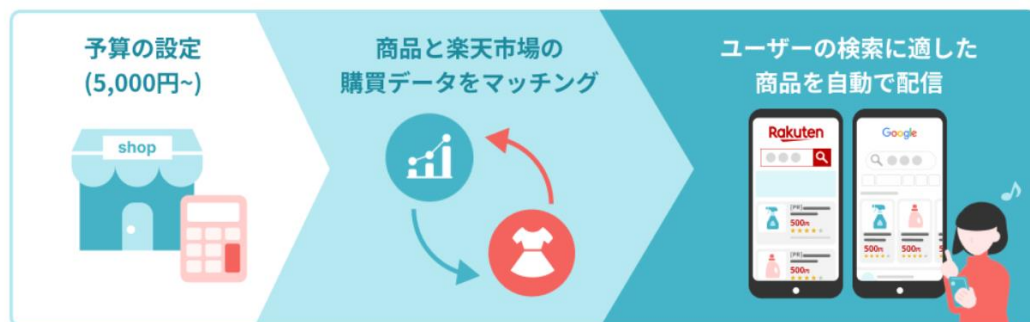 予算の設定
(5,000円~)
shop
商品と楽天市場の
購買データをマッチング
ユーザーの検索に適した
商品を自動で配信
Rakuten
[PR]
500円
[PR]
500円
Google
500円
500円
500